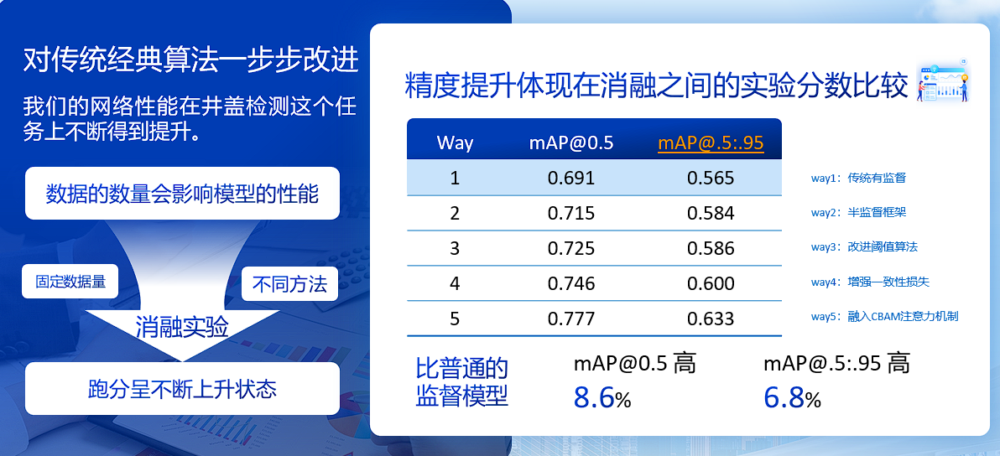 对传统经典算法一步步改进
我们的网络性能在井盖检测这个任
务上不断得到提升。
数据的数量会影响模型的性能
固定数据量
不同方法
消融实验
跑分呈不断上升状态
精度提升体现在消融之间的实验分数比较
Way mAP@0.5 mAP@.5:.95
1 0.691 0.565
2 0.715 0.584
3 0.725 0.586
4 0.746 0.600
5 0.777 0.633
way1：传统有监督
way2：半监督框架
way3：改进阈值算法
way4：增强一致性损失
way5：融入CBAM注意力机制
比普通的
监督模型
mAP@0.5 高
8.6%
mAP@.5:.95 高
6.8%